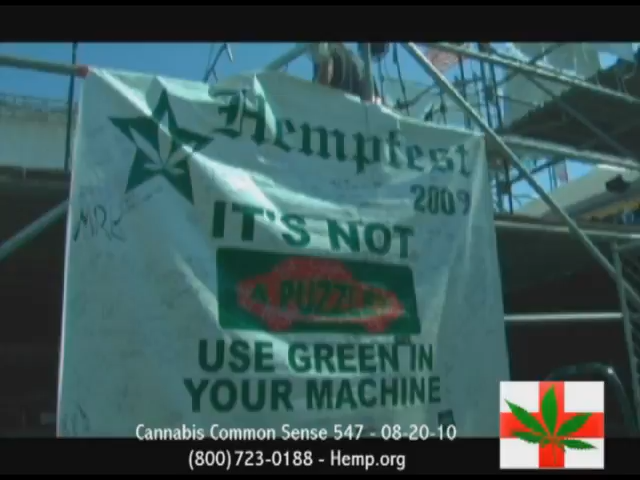 Hempfest
2009
IT'S NOT
A PUZZLE
USE GREEN IN
YOUR MACHINE
Cannabis Common Sense 547 - 08-20-10
(800)723-0188 - Hemp.org